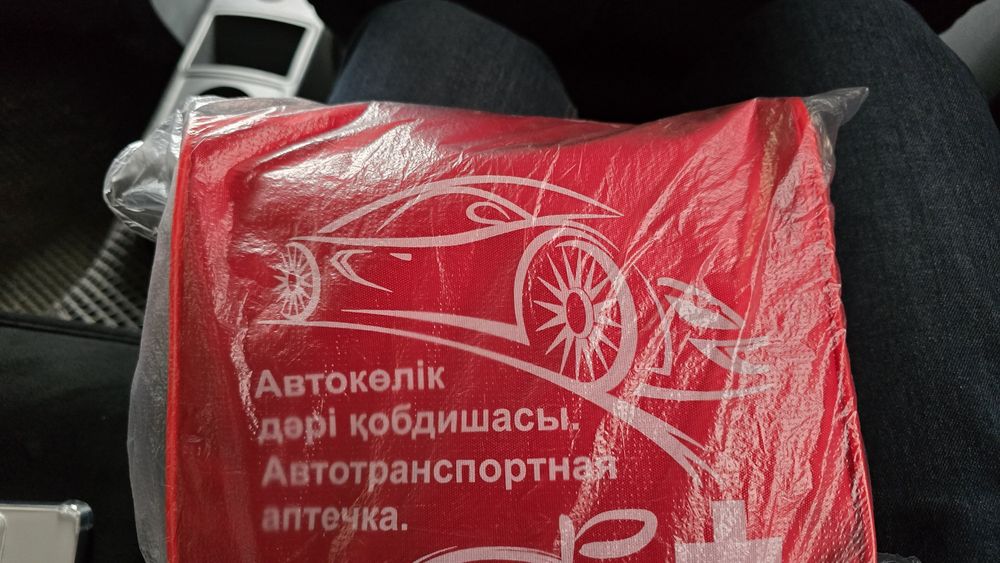 Автокөлік
дәрі қобдишасы.
Автотранспортная
аптечка.